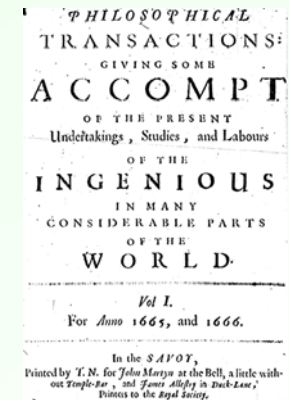 PHILOSOPHICAL
TRANSACTIONS:
GIVING SOME
ACCOMPT
OF THE PRESENT
Undertakings, Studies, and Labours
OF THE
INGENIOUS
IN MANY
CONSIDERABLE PARTS
OF THE
WORLD.
Vol I.
For Anno 1665, and 1666.
In the SAVOY,
Printed by T. N. for John Martyn at the Bell, a little with-
out Temple-Bar, and James Allestry in Duck-Lane,
Printers to the Royal Society.